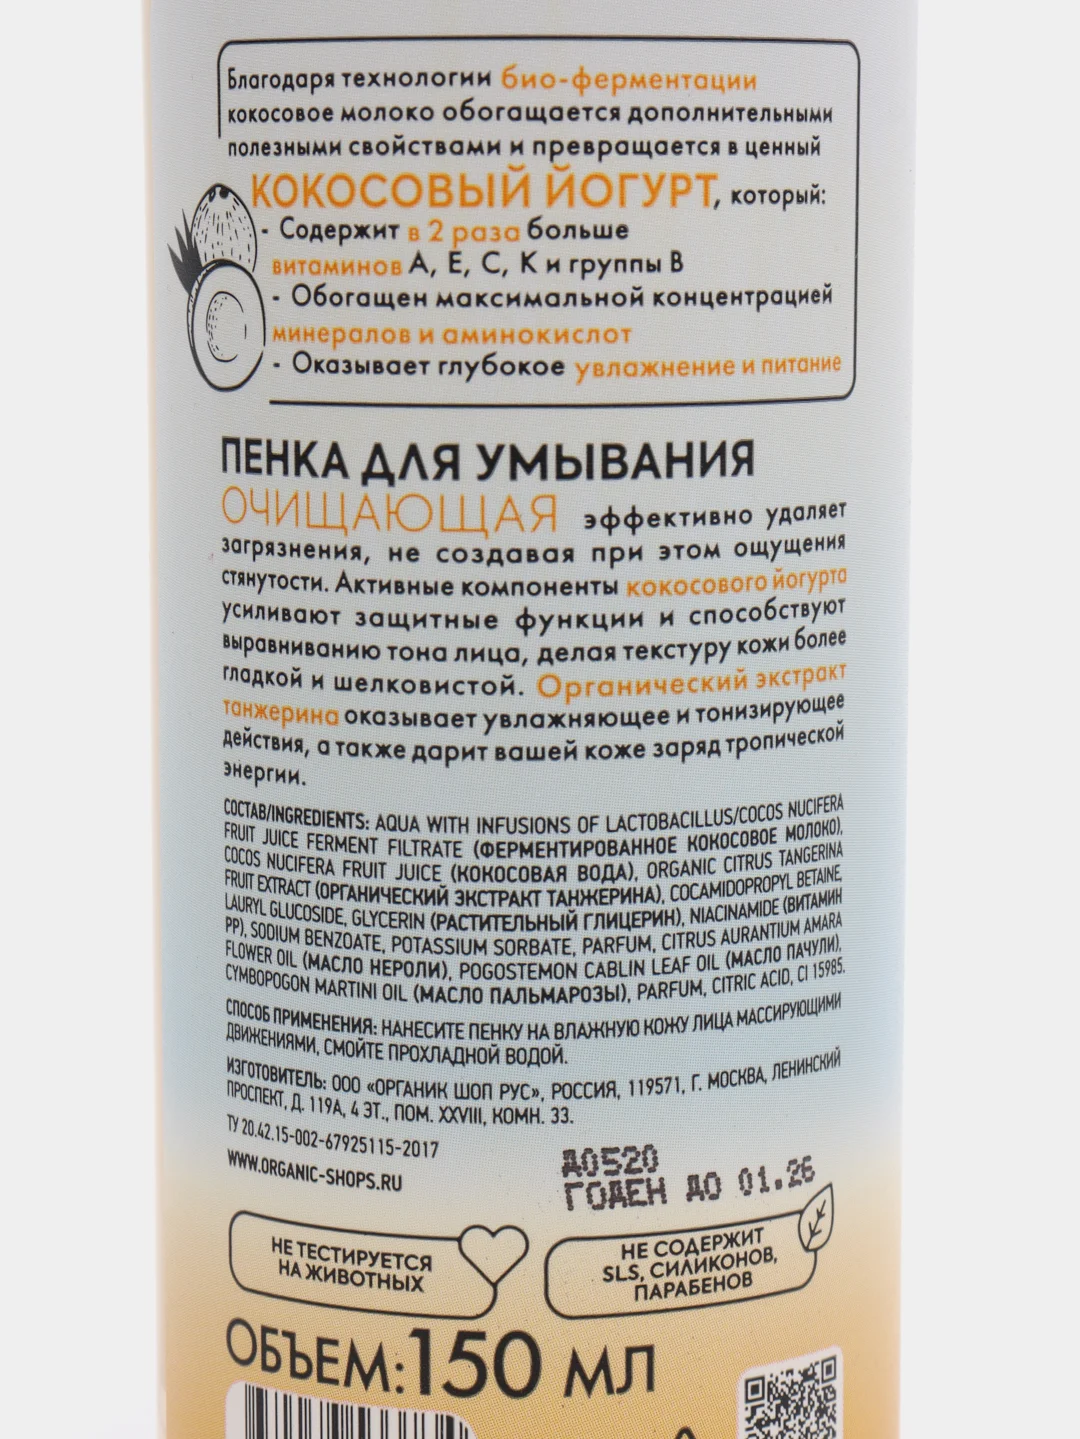 Благодаря технологии био-ферментации
кокосовое молоко обогащается дополнительными
полезными свойствами и превращается в ценный
КОКОСОВЫЙ ЙОГУРТ, который:
- Содержит в 2 раза больше
витаминов А, Е, С, К и группы В
- Обогащен максимальной концентрацией
минералов и аминокислот
- Оказывает глубокое увлажнение и питание
ПЕНКА ДЛЯ УМЫВАНИЯ
ОЧИЩАЮЩАЯ эффективно удаляет
загрязнения, не создавая при этом ощущения
стянутости. Активные компоненты кокосового йогурта
усиливают защитные функции и способствуют
выравниванию тона лица, делая текстуру кожи более
гладкой и шелковистой. Органический экстракт
танжерина оказывает увлажняющее и тонизирующее
действия, а также дарит вашей коже заряд тропической
энергии.
СОСТАВ/INGREDIENTS: AQUA WITH INFUSIONS OF LACTOBACILLUS/COCOS NUCIFERA
FRUIT JUICE FERMENT FILTRATE (ФЕРМЕНТИРОВАННОЕ КОКОСОВОЕ МОЛОКО),
COCOS NUCIFERA FRUIT JUICE (КОКОСОВАЯ ВОДА), ORGANIC CITRUS TANGERINA
FRUIT EXTRACT (ОРГАНИЧЕСКИЙ ЭКСТРАКТ ТАНЖЕРИНА), COCAMIDOPROPYL BETAINE,
LAURYL GLUCOSIDE, GLYCERIN (РАСТИТЕЛЬНЫЙ ГЛИЦЕРИН), NIACINAMIDE (ВИТАМИН
PP), SODIUM BENZOATE, POTASSIUM SORBATE, PARFUM, CITRUS AURANTIUM AMARA
FLOWER OIL (МАСЛО НЕРОЛИ), POGOSTEMON CABLIN LEAF OIL (МАСЛО ПАЧУЛИ),
CYMBOPOGON MARTINI OIL (МАСЛО ПАЛЬМАРОЗЫ), PARFUM, CITRIC ACID, CI 15985.
СПОСОБ ПРИМЕНЕНИЯ: НАНЕСИТЕ ПЕНКУ НА ВЛАЖНУЮ КОЖУ ЛИЦА МАССИРУЮЩИМИ
ДВИЖЕНИЯМИ, СМОЙТЕ ПРОХЛАДНОЙ ВОДОЙ.
ИЗГОТОВИТЕЛЬ: ООО «ОРГАНИК ШОП РУС», РОССИЯ, 119571, Г. МОСКВА, ЛЕНИНСКИЙ
ПРОСПЕКТ, Д. 119А, 4 ЭТ., ПОМ. XXVIII, КОМН. 33.
ТУ 20.42.15-002-67925115-2017
WWW.ORGANIC-SHOPS.RU
Д0520
ГОДЕН ДО 01.26
НЕ ТЕСТИРУЕТСЯ
НА ЖИВОТНЫХ
НЕ СОДЕРЖИТ
SLS, СИЛИКОНОВ,
ПАРАБЕНОВ
ОБЪЕМ: 150 МЛ